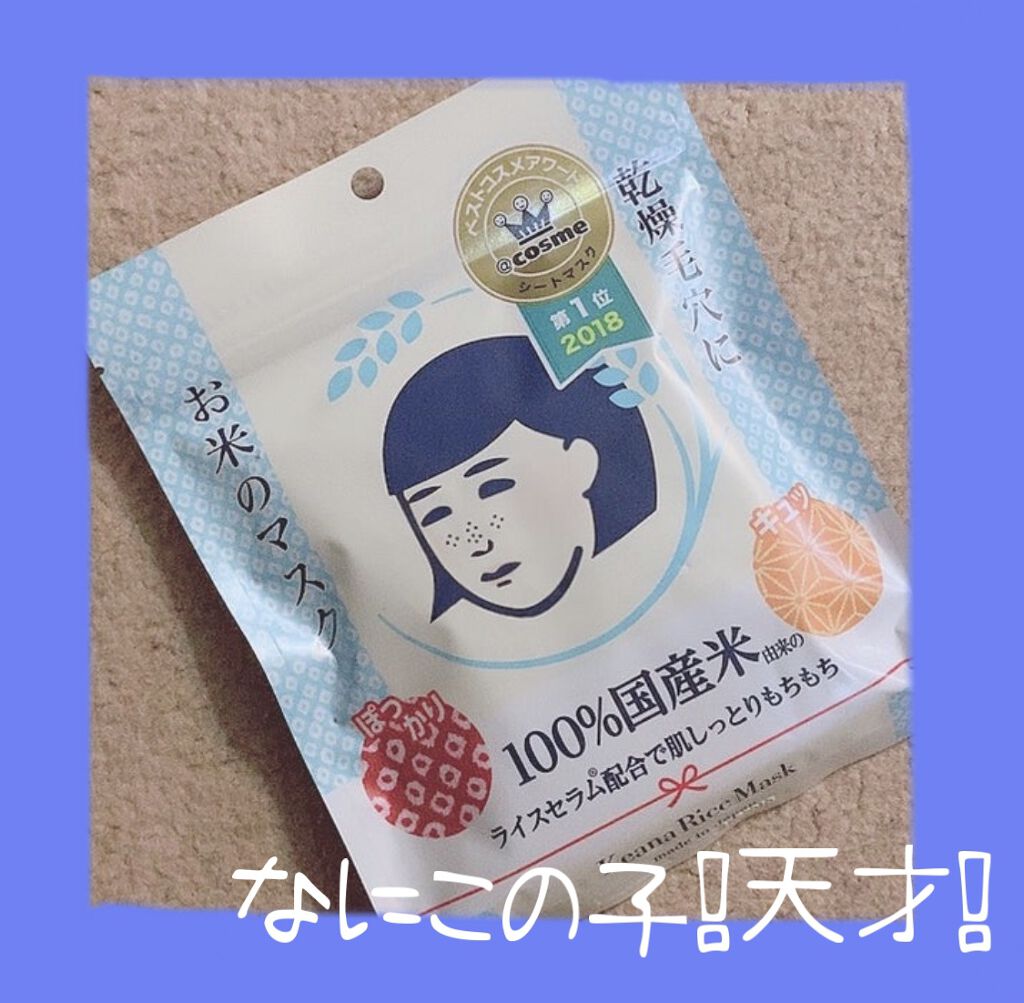 ベストコスメアワード
@cosme
シートマスク
第1位
2018
乾燥毛穴に
お米のマスク
キュッ
ぽっかり
100%国産米由来の
ライスセラム®配合で肌しっとりもちもち
Keana Rice Mask
made in Japan
なにこの子!!天才!!